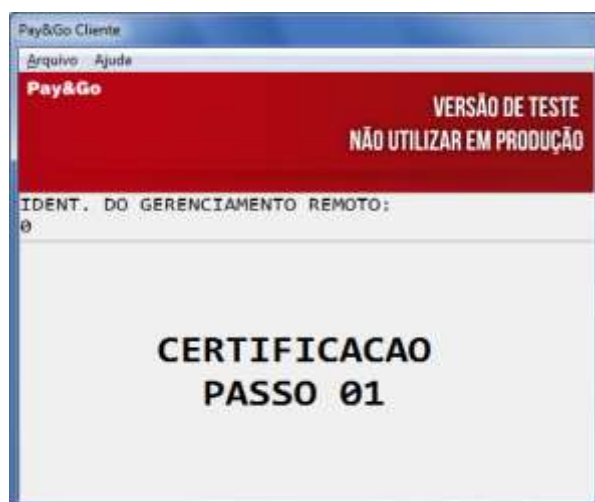 Pay&Go Cliente
Arquivo Ajuda
Pay&Go
VERSÃO DE TESTE
NÃO UTILIZAR EM PRODUÇÃO
IDENT. DO GERENCIAMENTO REMOTO:
0
CERTIFICACAO
PASSO 01